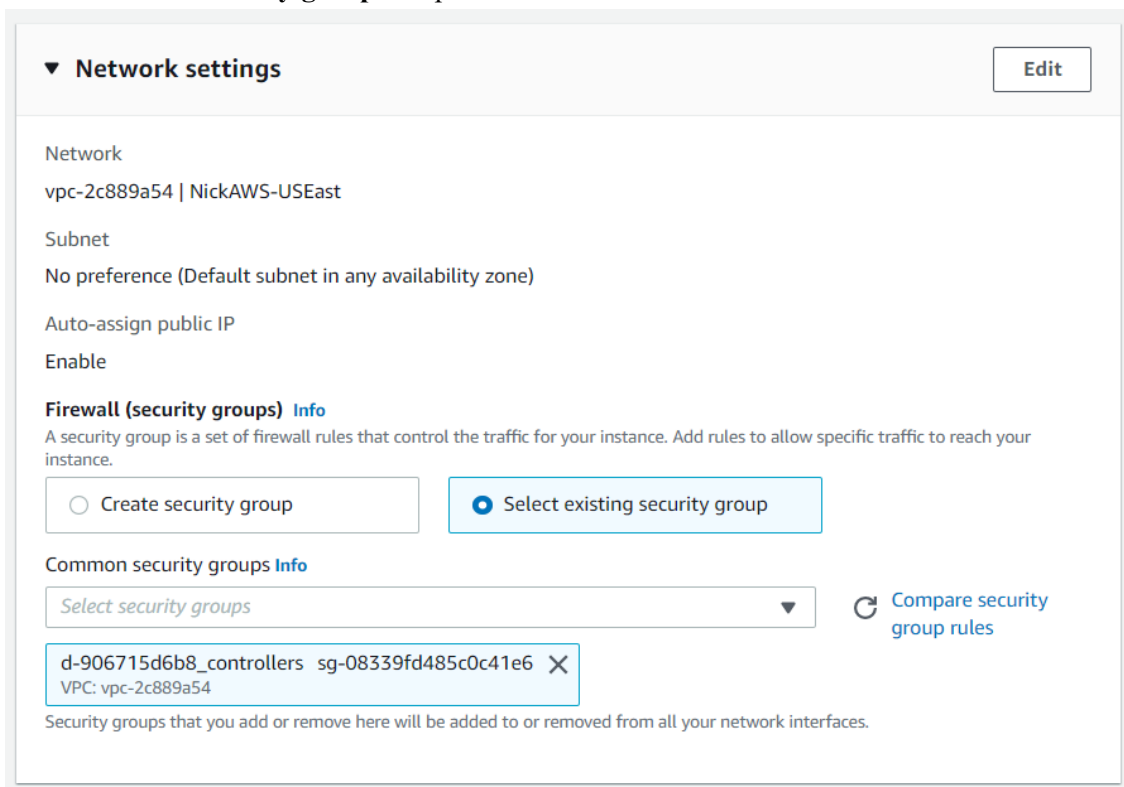 Network settings
Edit
Network
vpc-2c889a54 | NickAWS-USEast
Subnet
No preference (Default subnet in any availability zone)
Auto-assign public IP
Enable
Firewall (security groups) Info
A security group is a set of firewall rules that control the traffic for your instance. Add rules to allow specific traffic to reach your
instance.
Create security group
Select existing security group
Common security groups Info
Select security groups
Compare security
group rules
d-906715d6b8_controllers sg-08339fd485c0c41e6
VPC: vpc-2c889a54
Security groups that you add or remove here will be added to or removed from all your network interfaces.